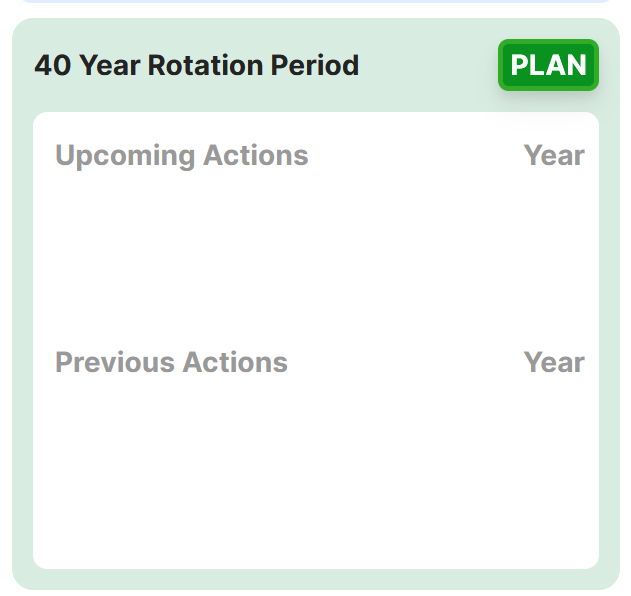 40 Year Rotation Period PLAN
Upcoming Actions Year
Previous Actions Year